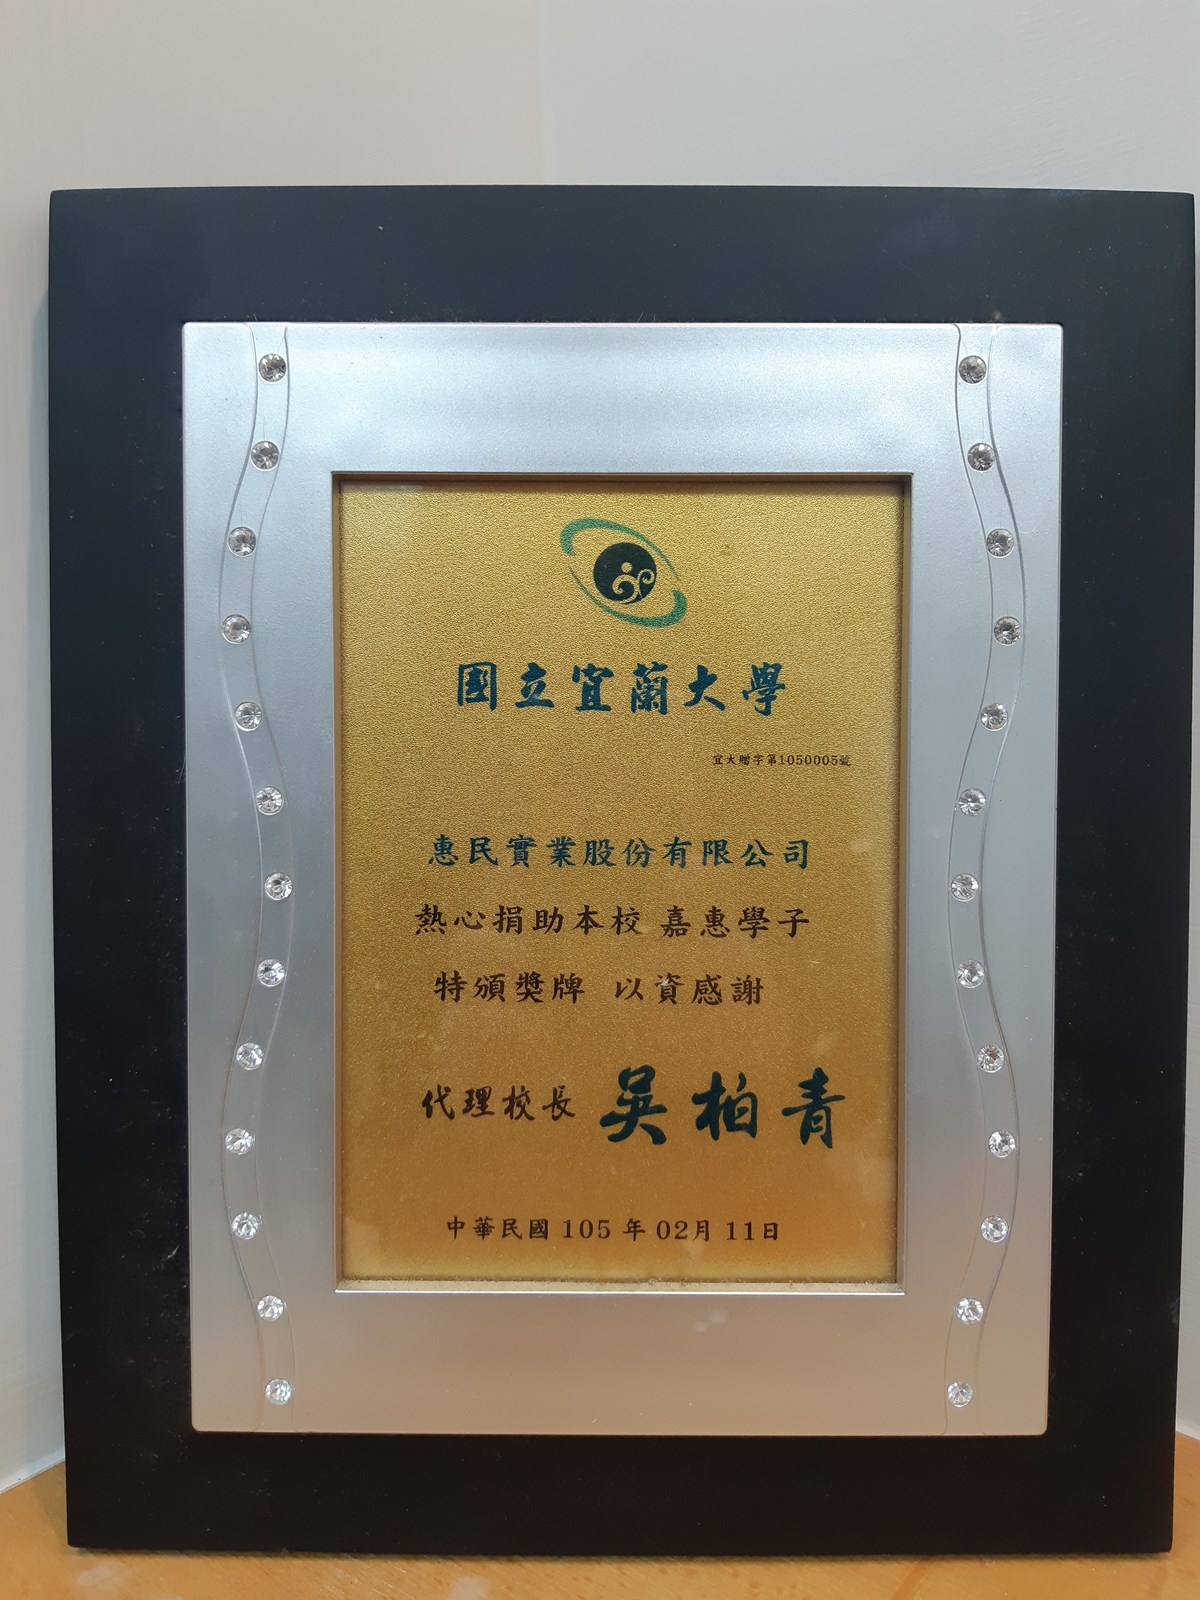 國立宜蘭大學
宜大贈字第1050005號
惠民實業股份有限公司
熱心捐助本校 嘉惠學子
特頒獎牌 以資感謝
代理校長 吳柏青
中華民國 105 年 02月 11日